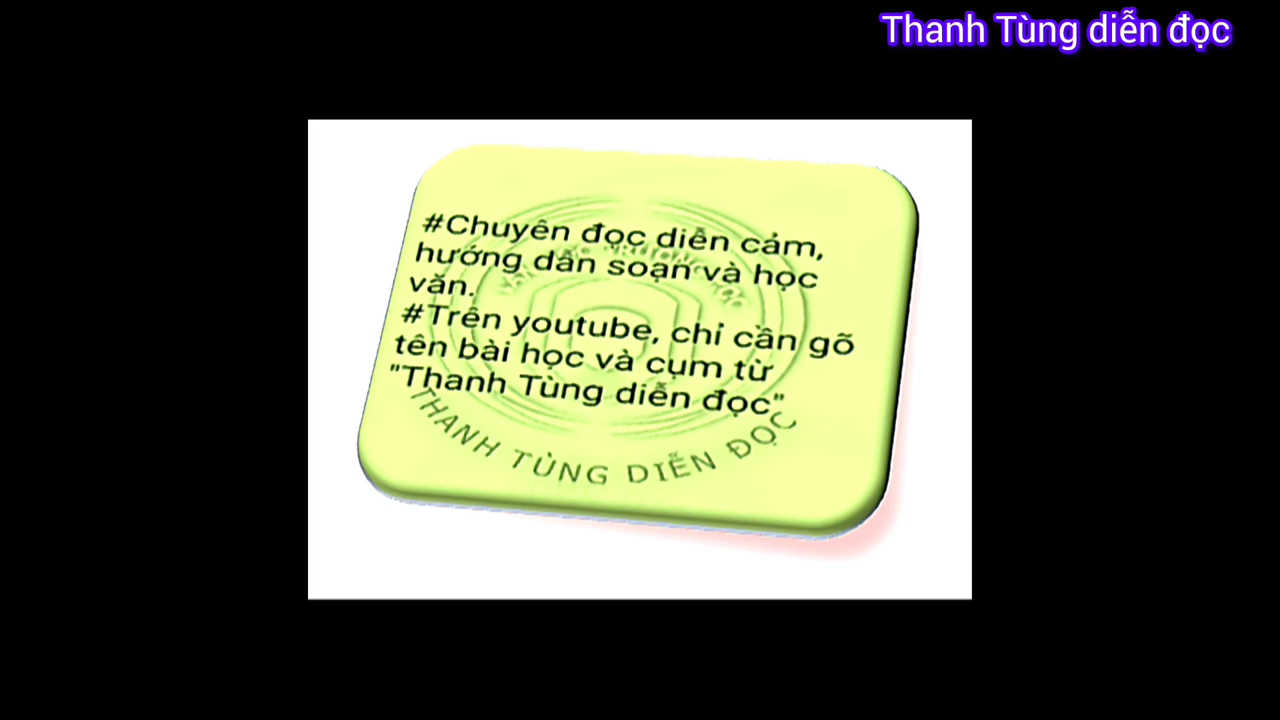 Thanh Tùng diễn đọc
#Chuyên đọc diễn cảm,
hướng dẫn soạn và học
văn.
#Trên youtube, chỉ cần gõ
tên bài học và cụm từ
"Thanh Tùng diễn đọc"
THANH TÙNG DIỄN ĐỌC